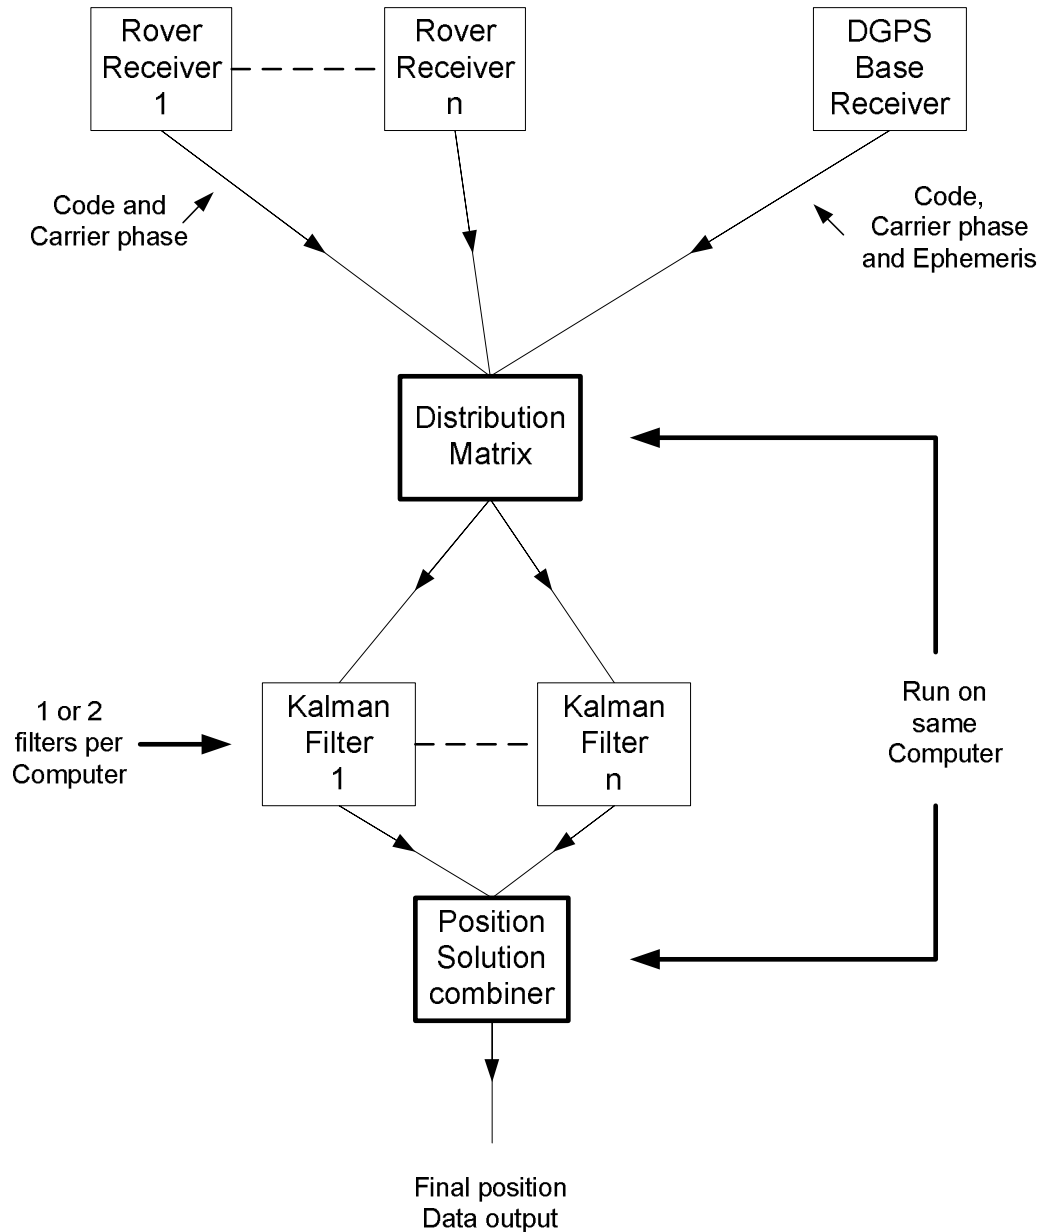 Rover
Receiver
1
Rover
Receiver
n
DGPS
Base
Receiver
Code and
Carrier phase
Code,
Carrier phase
and Ephemeris
Distribution
Matrix
1 or 2
filters per
Computer
Kalman
Filter
1
Kalman
Filter
n
Run on
same
Computer
Position
Solution
combiner
Final position
Data output